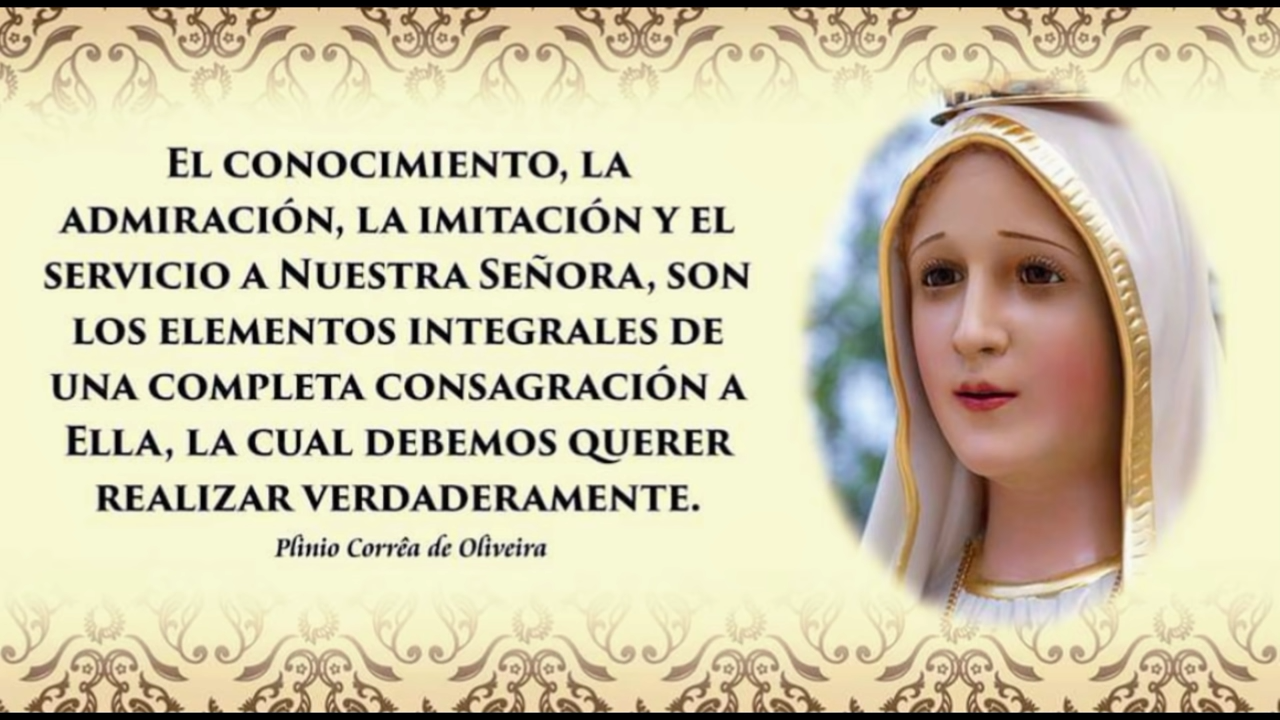 El conocimiento, la
admiración, la imitación y el
servicio a Nuestra Señora, son
los elementos integrales de
una completa consagración a
Ella, la cual debemos querer
realizar verdaderamente.
Plinio Corrêa de Oliveira